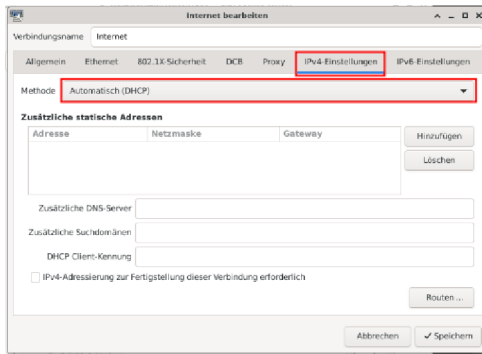 Internet bearbeiten
Verbindungsname Internet
Allgemein Ethernet 802.1X-Sicherheit DCB Proxy IPv4-Einstellungen IPv6-Einstellungen
Methode Automatisch (DHCP)
Zusätzliche statische Adressen
Adresse Netzmaske Gateway
Hinzufügen
Löschen
Zusätzliche DNS-Server
Zusätzliche Suchdomänen
DHCP Client-Kennung
IPv4-Adressierung zur Fertigstellung dieser Verbindung erforderlich
Routen ...
Abbrechen Speichern